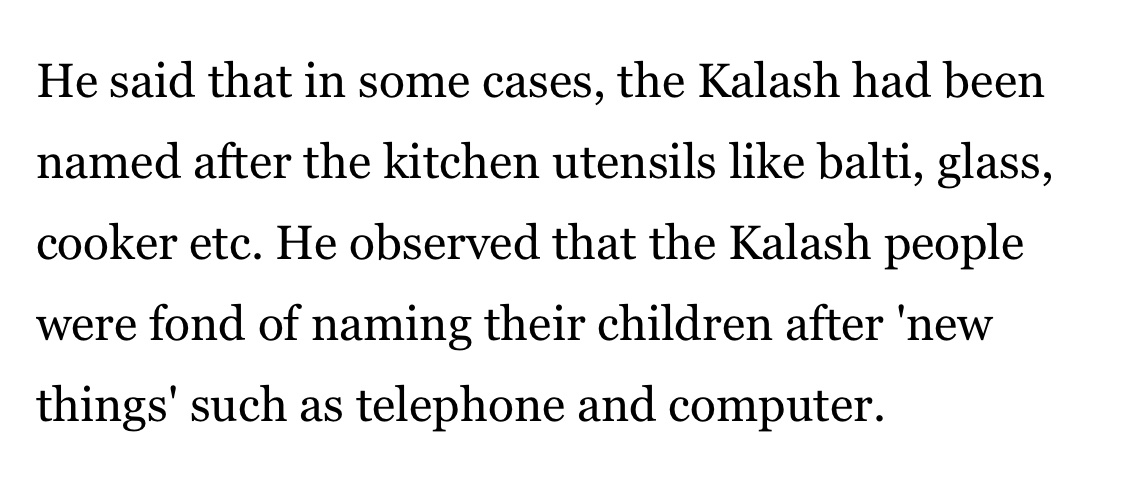 He said that in some cases, the Kalash had been
named after the kitchen utensils like balti, glass,
cooker etc. He observed that the Kalash people
were fond of naming their children after 'new
things' such as telephone and computer.